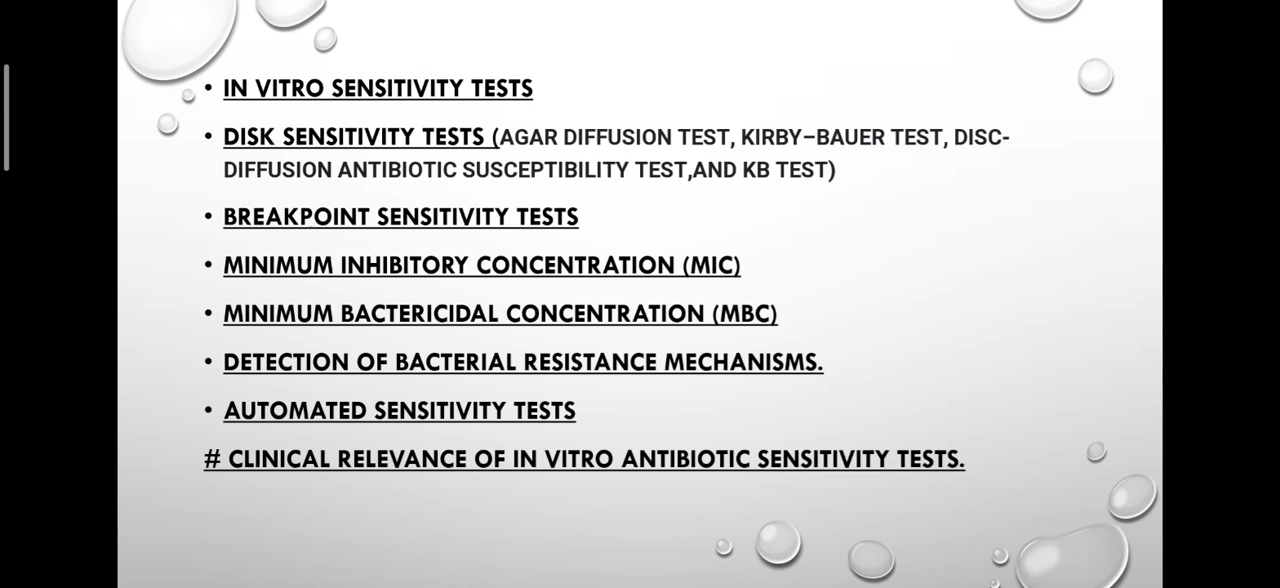 • IN VITRO SENSITIVITY TESTS
• DISK SENSITIVITY TESTS (AGAR DIFFUSION TEST, KIRBY–BAUER TEST, DISC-
DIFFUSION ANTIBIOTIC SUSCEPTIBILITY TEST,AND KB TEST)
• BREAKPOINT SENSITIVITY TESTS
• MINIMUM INHIBITORY CONCENTRATION (MIC)
• MINIMUM BACTERICIDAL CONCENTRATION (MBC)
• DETECTION OF BACTERIAL RESISTANCE MECHANISMS.
• AUTOMATED SENSITIVITY TESTS
# CLINICAL RELEVANCE OF IN VITRO ANTIBIOTIC SENSITIVITY TESTS.